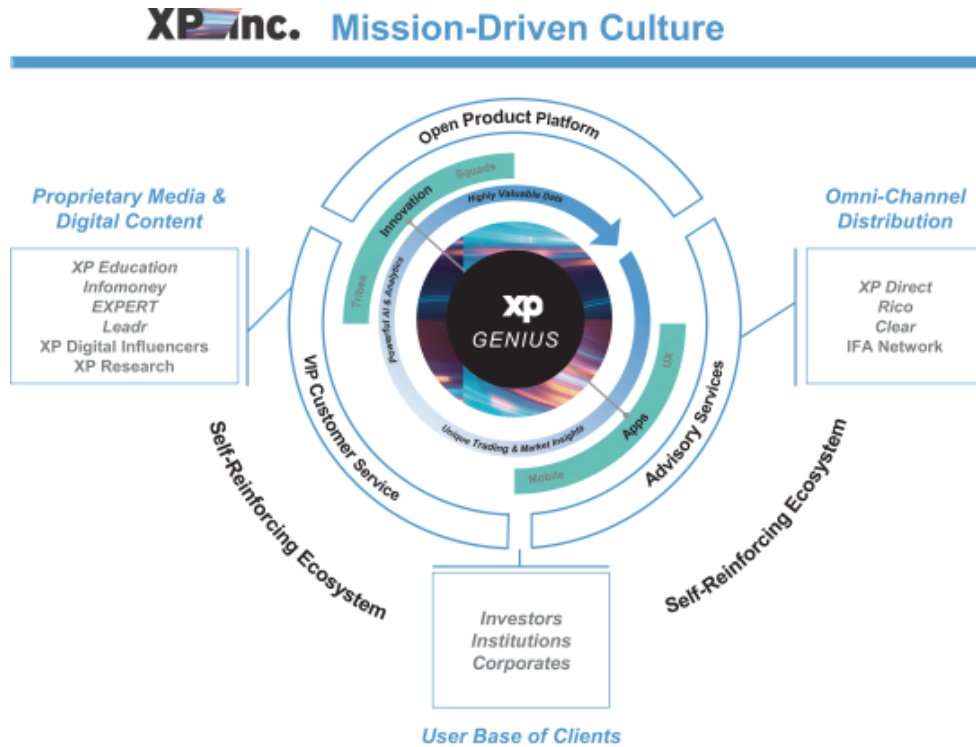 XP Inc. Mission-Driven Culture
Open Product Platform
Squads
Innovation
Tribes
Highly Valuable Data
Powerful AI & Analytics
Unique Trading & Market Insights
xp
GENIUS
UX
Apps
Mobile
VIP Customer Service
Advisory Services
Proprietary Media &
Digital Content
XP Education
Infomoney
EXPERT
Leadr
XP Digital Influencers
XP Research
Omni-Channel
Distribution
XP Direct
Rico
Clear
IFA Network
Self-Reinforcing Ecosystem
Self-Reinforcing Ecosystem
Investors
Institutions
Corporates
User Base of Clients